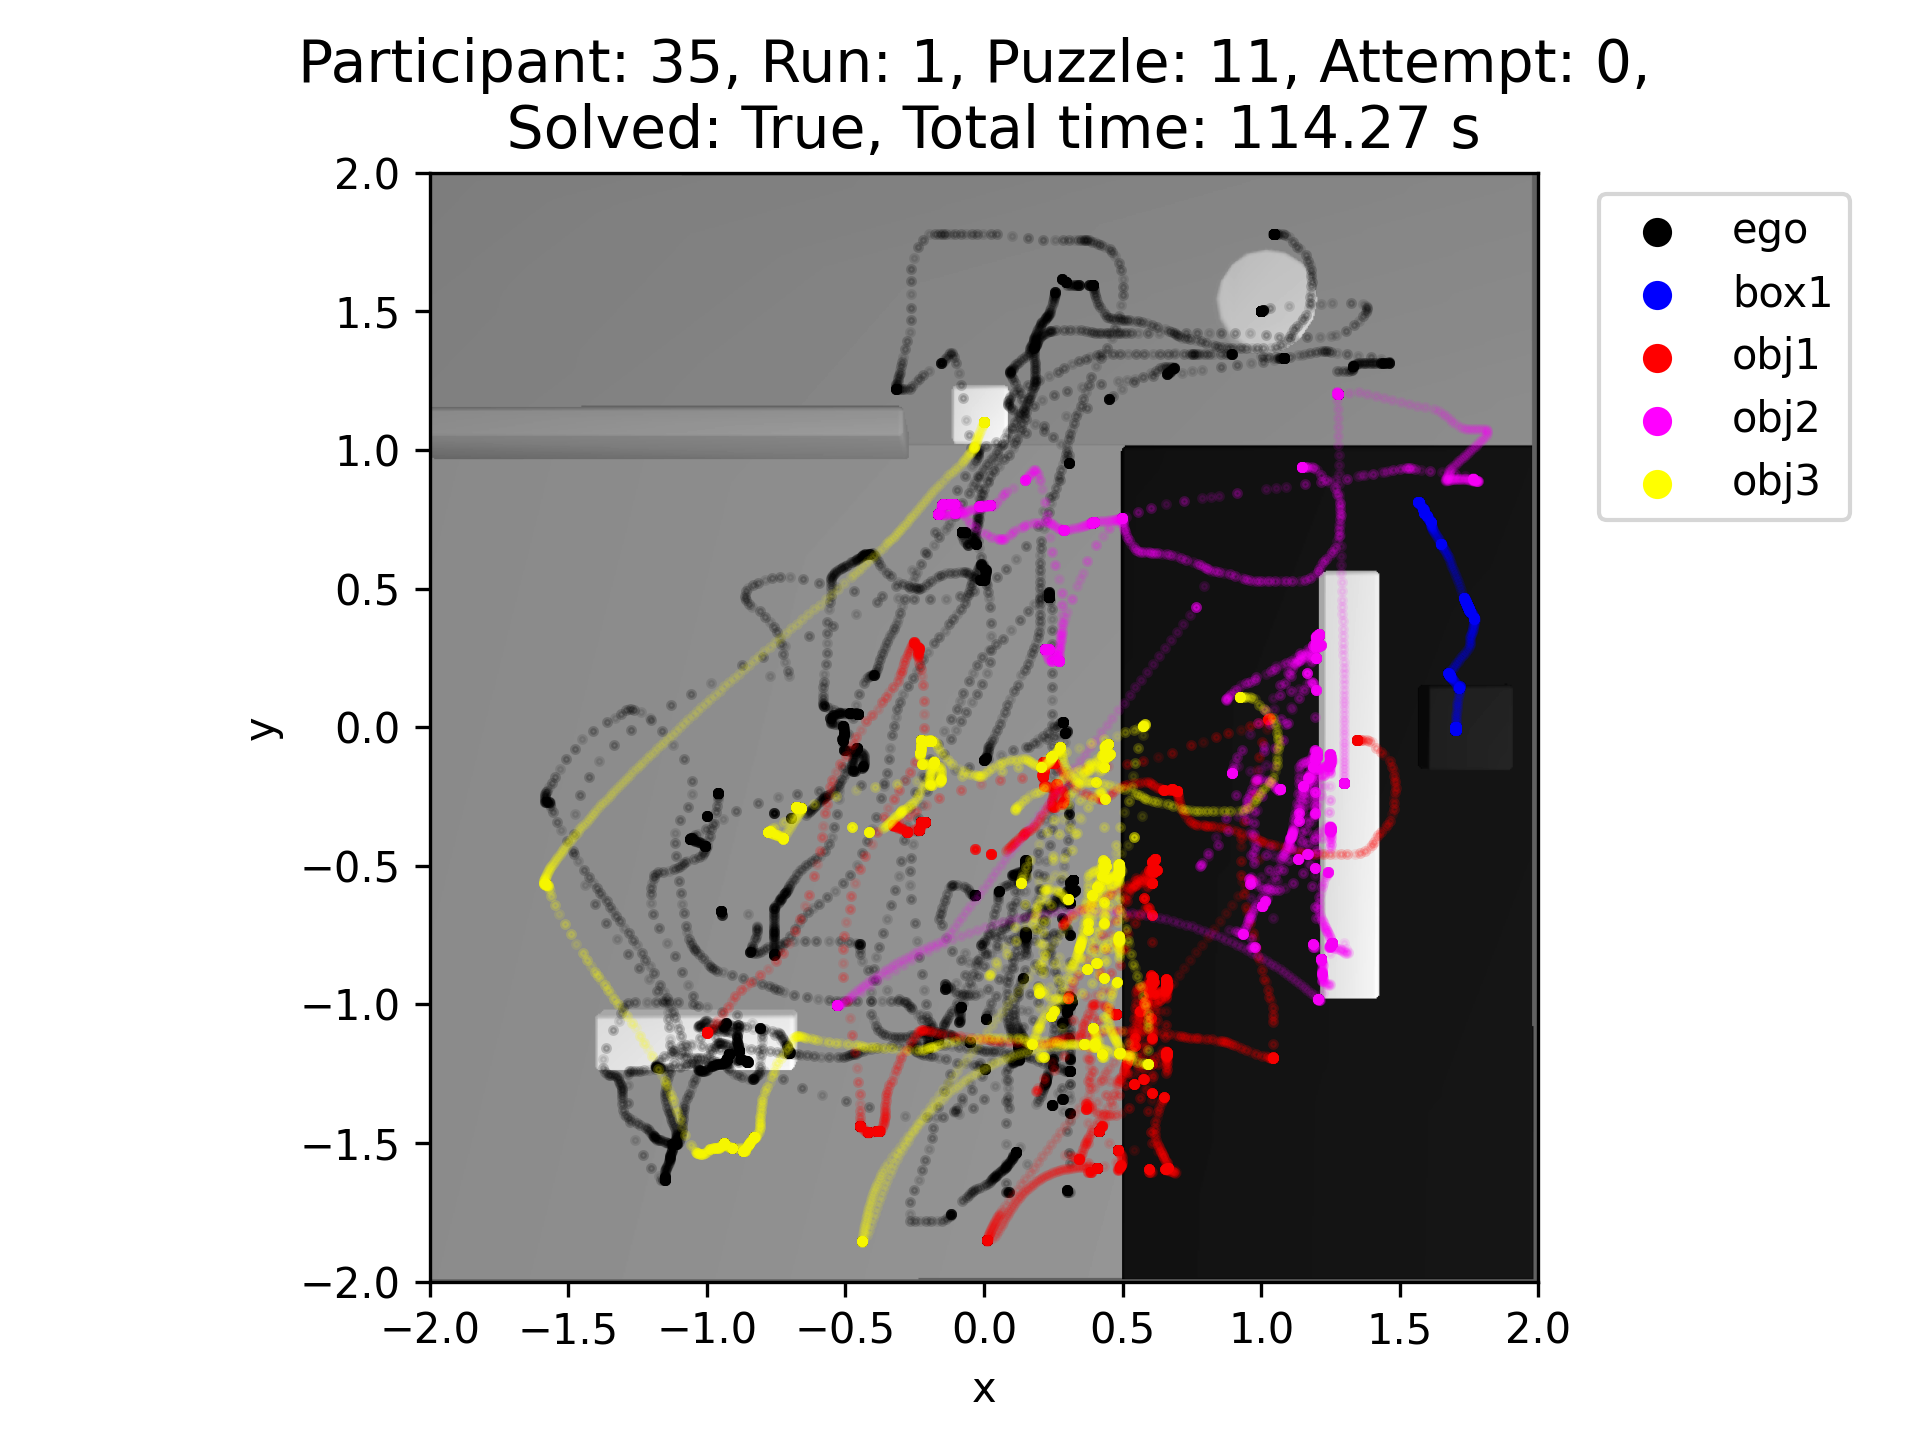 Participant: 35, Run: 1, Puzzle: 11, Attempt: 0,
Solved: True, Total time: 114.27 s
ego
box1
obj1
obj2
obj3
2.0
1.5
1.0
0.5
0.0
−0.5
−1.0
−1.5
−2.0
y
−2.0 −1.5 −1.0 −0.5 0.0 0.5 1.0 1.5 2.0
x